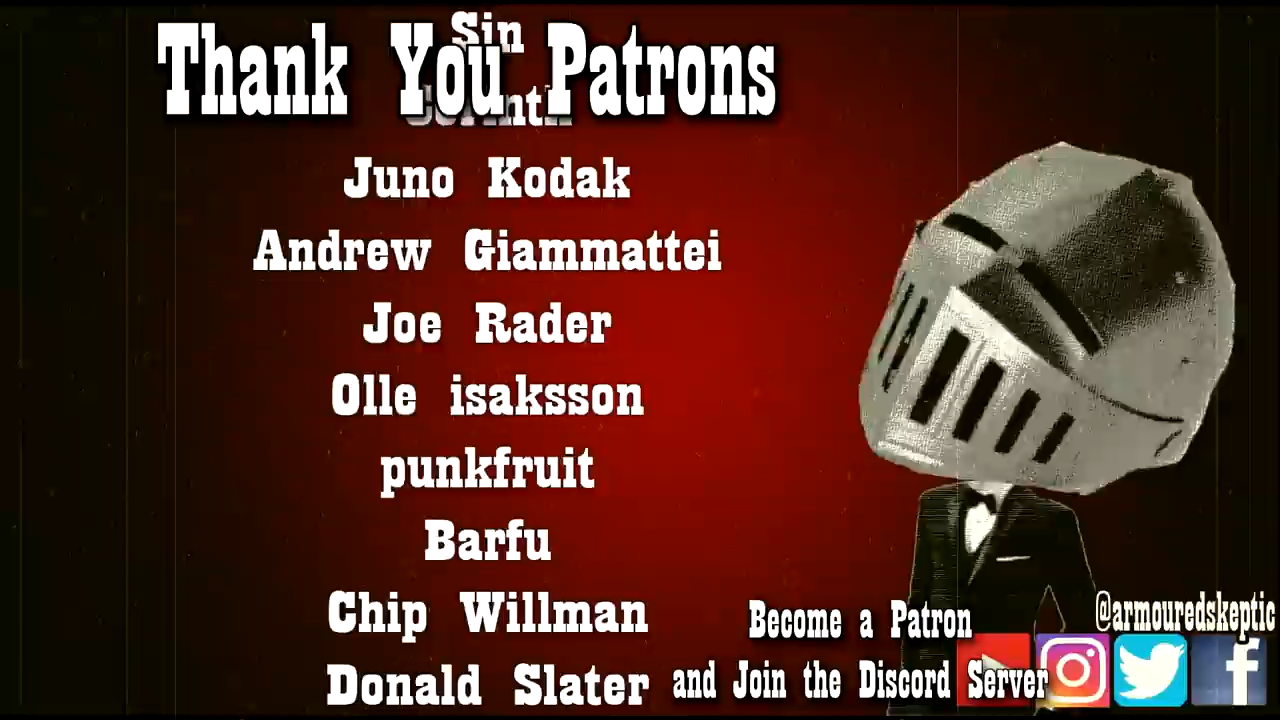 Thank You Patrons
Sin
Juno Kodak
Andrew Giammattei
Joe Rader
Olle isaksson
punkfruit
Barfu
Chip Willman
Donald Slater
Become a Patron
and Join the Discord Server
@armouredskeptic